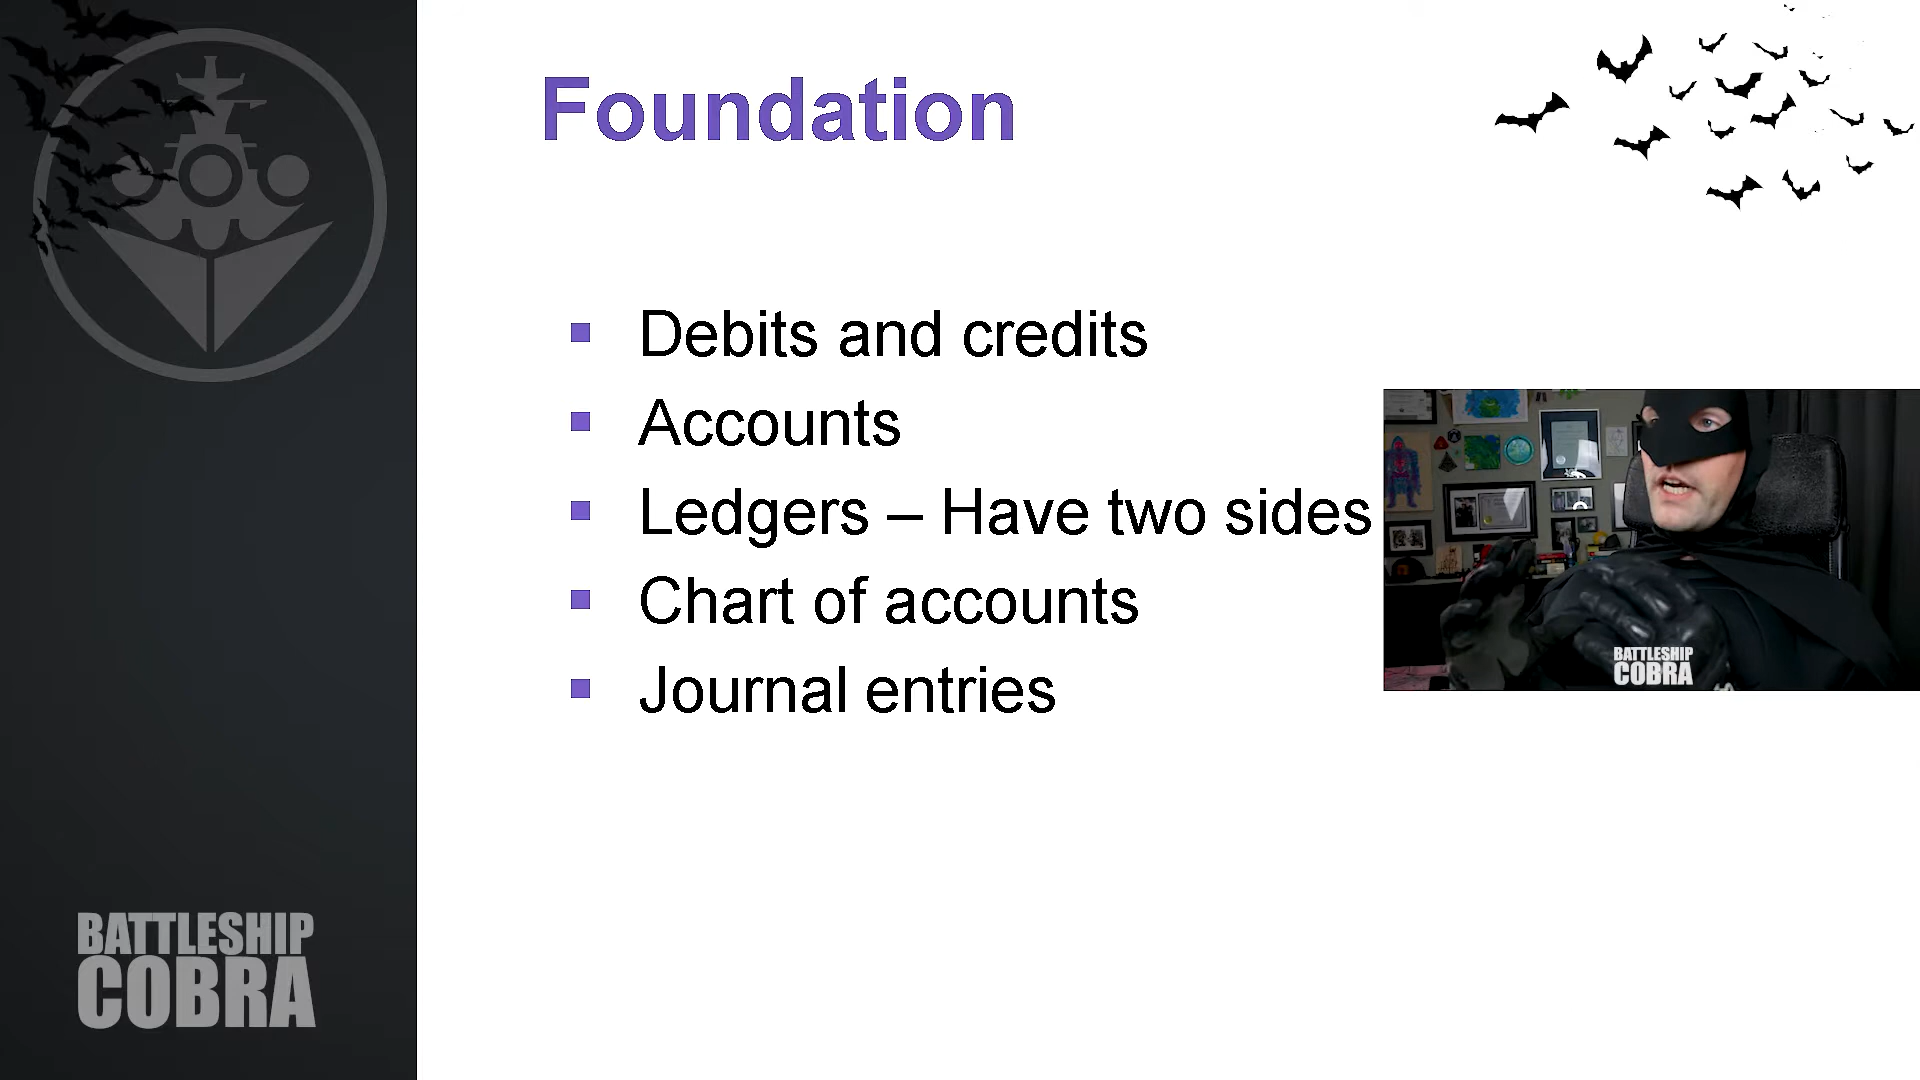 Foundation
Debits and credits
Accounts
Ledgers – Have two sides
Chart of accounts
Journal entries
BATTLESHIP
COBRA
BATTLESHIP
COBRA